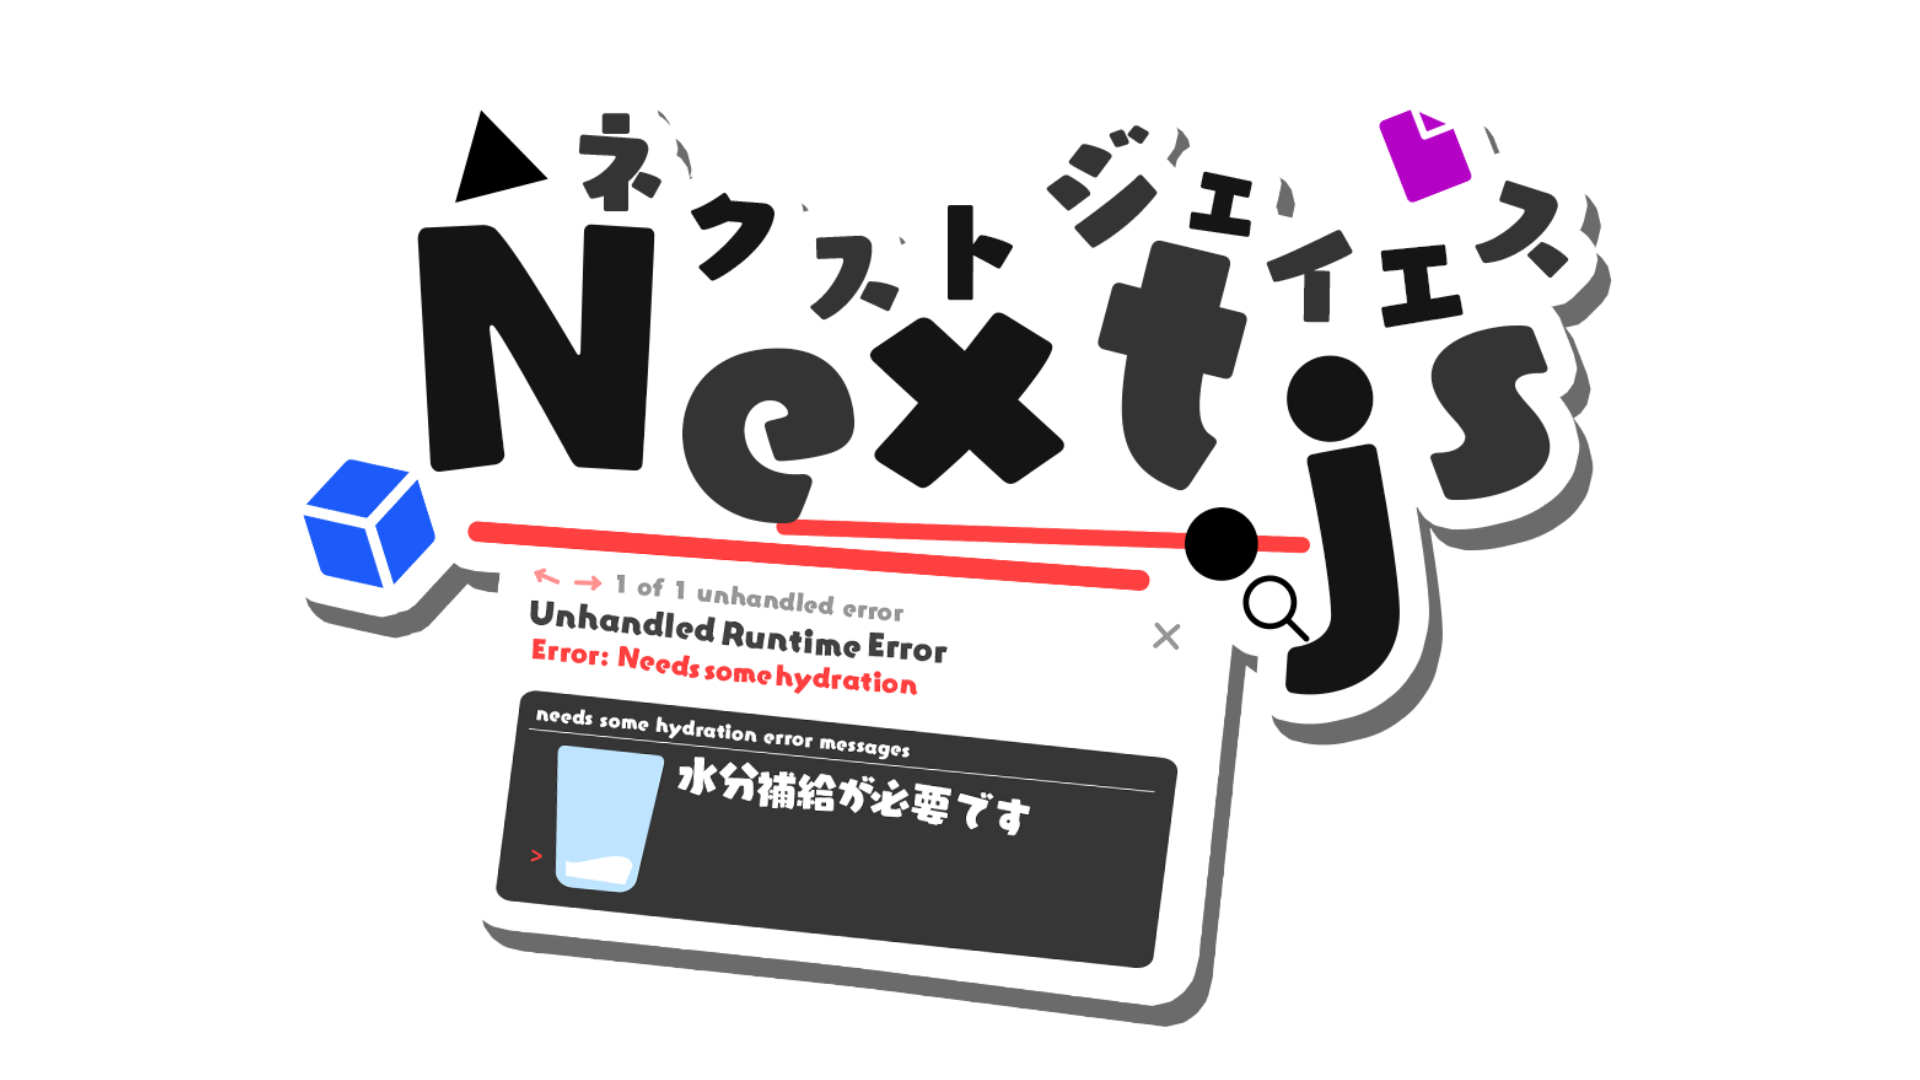 ネクストジェイエス
Next.js
← → 1 of 1 unhandled error
Unhandled Runtime Error
Error: Needs some hydration
needs some hydration error messages
水分補給が必要です
>